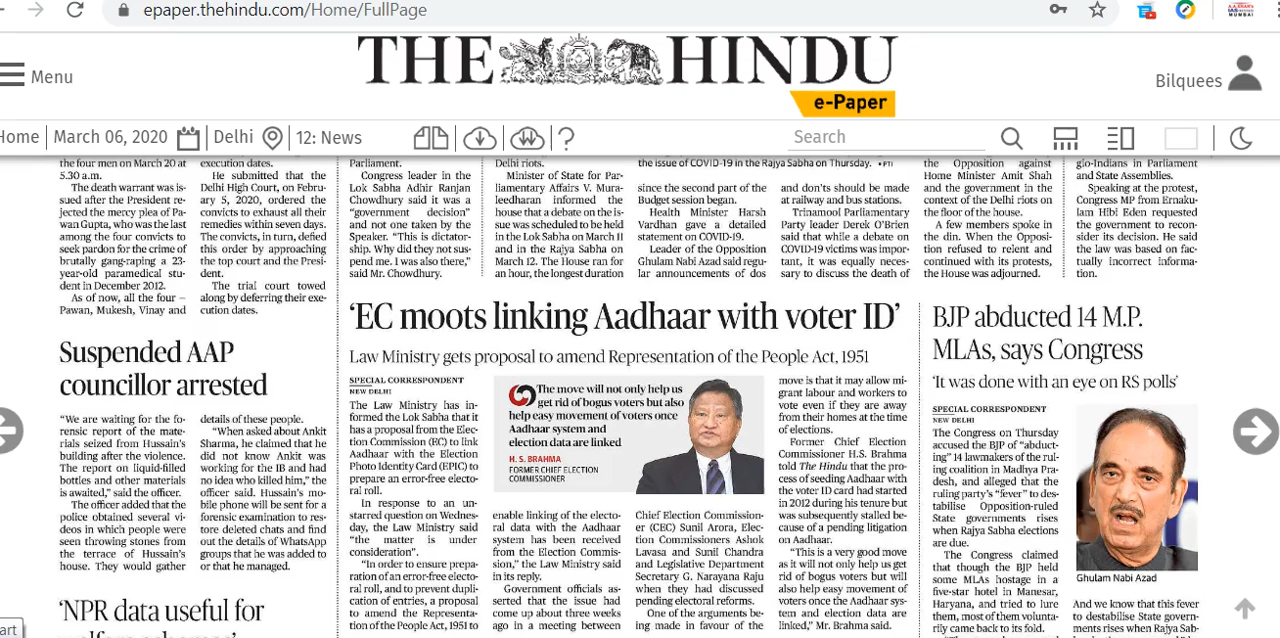 epaper.thehindu.com/Home/FullPage
THE HINDU
e-Paper
Menu
Bilquees
Home
March 06, 2020
Delhi
12: News
?
Search
the four men on March 20 at
5.30 a.m.
The death warrant was is-
sued after the President re-
jected the mercy plea of Pa-
wan Gupta, who was the last
among the four convicts to
seek pardon for the crime of
brutally gang-raping a 23-
year-old paramedical stu-
dent in December 2012.
As of now, all the four –
Pawan, Mukesh, Vinay and
execution dates.
He submitted that the
Delhi High Court, on Febru-
ary 5, 2020, ordered the
convicts to exhaust all their
remedies within seven days.
The convicts, in turn, defied
this order by approaching
the top court and the Presi-
dent.
The trial court towed
along by deferring their exe-
cution dates.
Parliament.
Congress leader in the
Lok Sabha Adhir Ranjan
Chowdhury said it was a
“government decision”
and not one taken by the
Speaker. “This is dictator-
ship. Why did they not sus-
pend me. I was also there,”
said Mr. Chowdhury.
Delhi riots.
Minister of State for Par-
liamentary Affairs V. Mura-
leedharan informed the
house that a debate on the is-
sue was scheduled to be held
in the Lok Sabha on March 11
and in the Rajya Sabha on
March 12. The House ran for
an hour, the longest duration
the issue of COVID-19 in the Rajya Sabha on Thursday. • PTI
since the second part of the
Budget session began.
Health Minister Harsh
Vardhan gave a detailed
statement on COVID-19.
Leader of the Opposition
Ghulam Nabi Azad said regu-
lar announcements of dos
and don’ts should be made
at railway and bus stations.
Trinamool Parliamentary
Party leader Derek O’Brien
said that while a debate on
COVID-19 victims was impor-
tant, it was equally neces-
sary to discuss the death of
the Opposition against
Home Minister Amit Shah
and the government in the
context of the Delhi riots on
the floor of the house.
A few members spoke in
the din. When the Opposi-
tion refused to relent and
continued with its protests,
the House was adjourned.
glo-Indians in Parliament
and State Assemblies.
Speaking at the protest,
Congress MP from Ernaku-
lam Hibi Eden requested
the government to recon-
sider its decision. He said
the law was based on fac-
tually incorrect informa-
tion.
Suspended AAP
councillor arrested
“We are waiting for the fo-
rensic report of the mate-
rials seized from Hussain’s
building after the violence.
The report on liquid-filled
bottles and other materials
is awaited,” said the officer.
The officer added that the
police obtained several vi-
deos in which people were
seen throwing stones from
the terrace of Hussain’s
house. They would gather
details of these people.
“When asked about Ankit
Sharma, he claimed that he
did not know Ankit was
working for the IB and had
no idea who killed him,” the
officer said. Hussain’s mo-
bile phone will be sent for a
forensic examination to res-
tore deleted chats and find
out the details of WhatsApp
groups that he was added to
or that he managed.
‘NPR data useful for
‘EC moots linking Aadhaar with voter ID’
Law Ministry gets proposal to amend Representation of the People Act, 1951
SPECIAL CORRESPONDENT
NEW DELHI
The Law Ministry has in-
formed the Lok Sabha that it
has a proposal from the Elec-
tion Commission (EC) to link
Aadhaar with the Election
Photo Identity Card (EPIC) to
prepare an error-free electo-
ral roll.
In response to an un-
starred question on Wednes-
day, the Law Ministry said
“the matter is under
consideration”.
“In order to ensure prepa-
ration of an error-free electo-
ral roll, and to prevent dupli-
cation of entries, a proposal
to amend the Representa-
tion of the People Act, 1951 to
The move will not only help us
get rid of bogus voters but also
help easy movement of voters once
Aadhaar system and
election data are linked
H. S. BRAHMA
FORMER CHIEF ELECTION
COMMISSIONER
enable linking of the electo-
ral data with the Aadhaar
system has been received
from the Election Commis-
sion,” the Law Ministry said
in its reply.
Government officials as-
serted that the issue had
come up about three weeks
ago in a meeting between
Chief Election Commission-
er (CEC) Sunil Arora, Elec-
tion Commissioners Ashok
Lavasa and Sunil Chandra
and Legislative Department
Secretary G. Narayana Raju
when they had discussed
pending electoral reforms.
One of the arguments be-
ing made in favour of the
move is that it may allow mi-
grant labour and workers to
vote even if they are away
from their homes at the time
of elections.
Former Chief Election
Commissioner H.S. Brahma
told The Hindu that the pro-
cess of seeding Aadhaar with
the voter ID card had started
in 2012 during his tenure but
was subsequently stalled be-
cause of a pending litigation
on Aadhaar.
“This is a very good move
as it will not only help us get
rid of bogus voters but will
also help easy movement of
voters once the Aadhaar sys-
tem and election data are
linked,” Mr. Brahma said.
BJP abducted 14 M.P.
MLAs, says Congress
‘It was done with an eye on RS polls’
SPECIAL CORRESPONDENT
NEW DELHI
The Congress on Thursday
accused the BJP of “abduct-
ing” 14 lawmakers of the rul-
ing coalition in Madhya Pra-
desh, and alleged that the
ruling party’s “fever” to des-
tabilise Opposition-ruled
State governments rises
when Rajya Sabha elections
are due.
The Congress claimed
that though the BJP held
some MLAs hostage in a
five-star hotel in Manesar,
Haryana, and tried to lure
them, most of them volunta-
rily came back to its fold.
Ghulam Nabi Azad
And we know that this fever
to destabilise State govern-
ments rises when Rajya Sab-